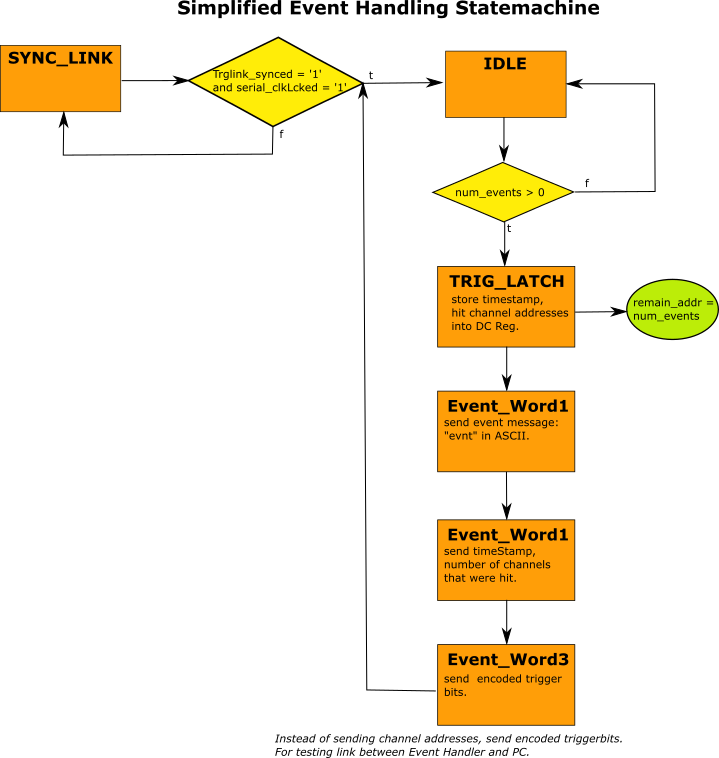 Simplified Event Handling Statemachine
SYNC_LINK
Trglink_synced = '1'
and serial_clkLcked = '1'
t
f
IDLE
num_events > 0
f
t
TRIG_LATCH
store timestamp,
hit channel addresses
into DC Reg.
remain_addr =
num_events
Event_Word1
send event message:
"evnt" in ASCII.
Event_Word1
send timeStamp,
number of channels
that were hit.
Event_Word3
send encoded trigger
bits.
Instead of sending channel addresses, send encoded triggerbits.
For testing link between Event Handler and PC.